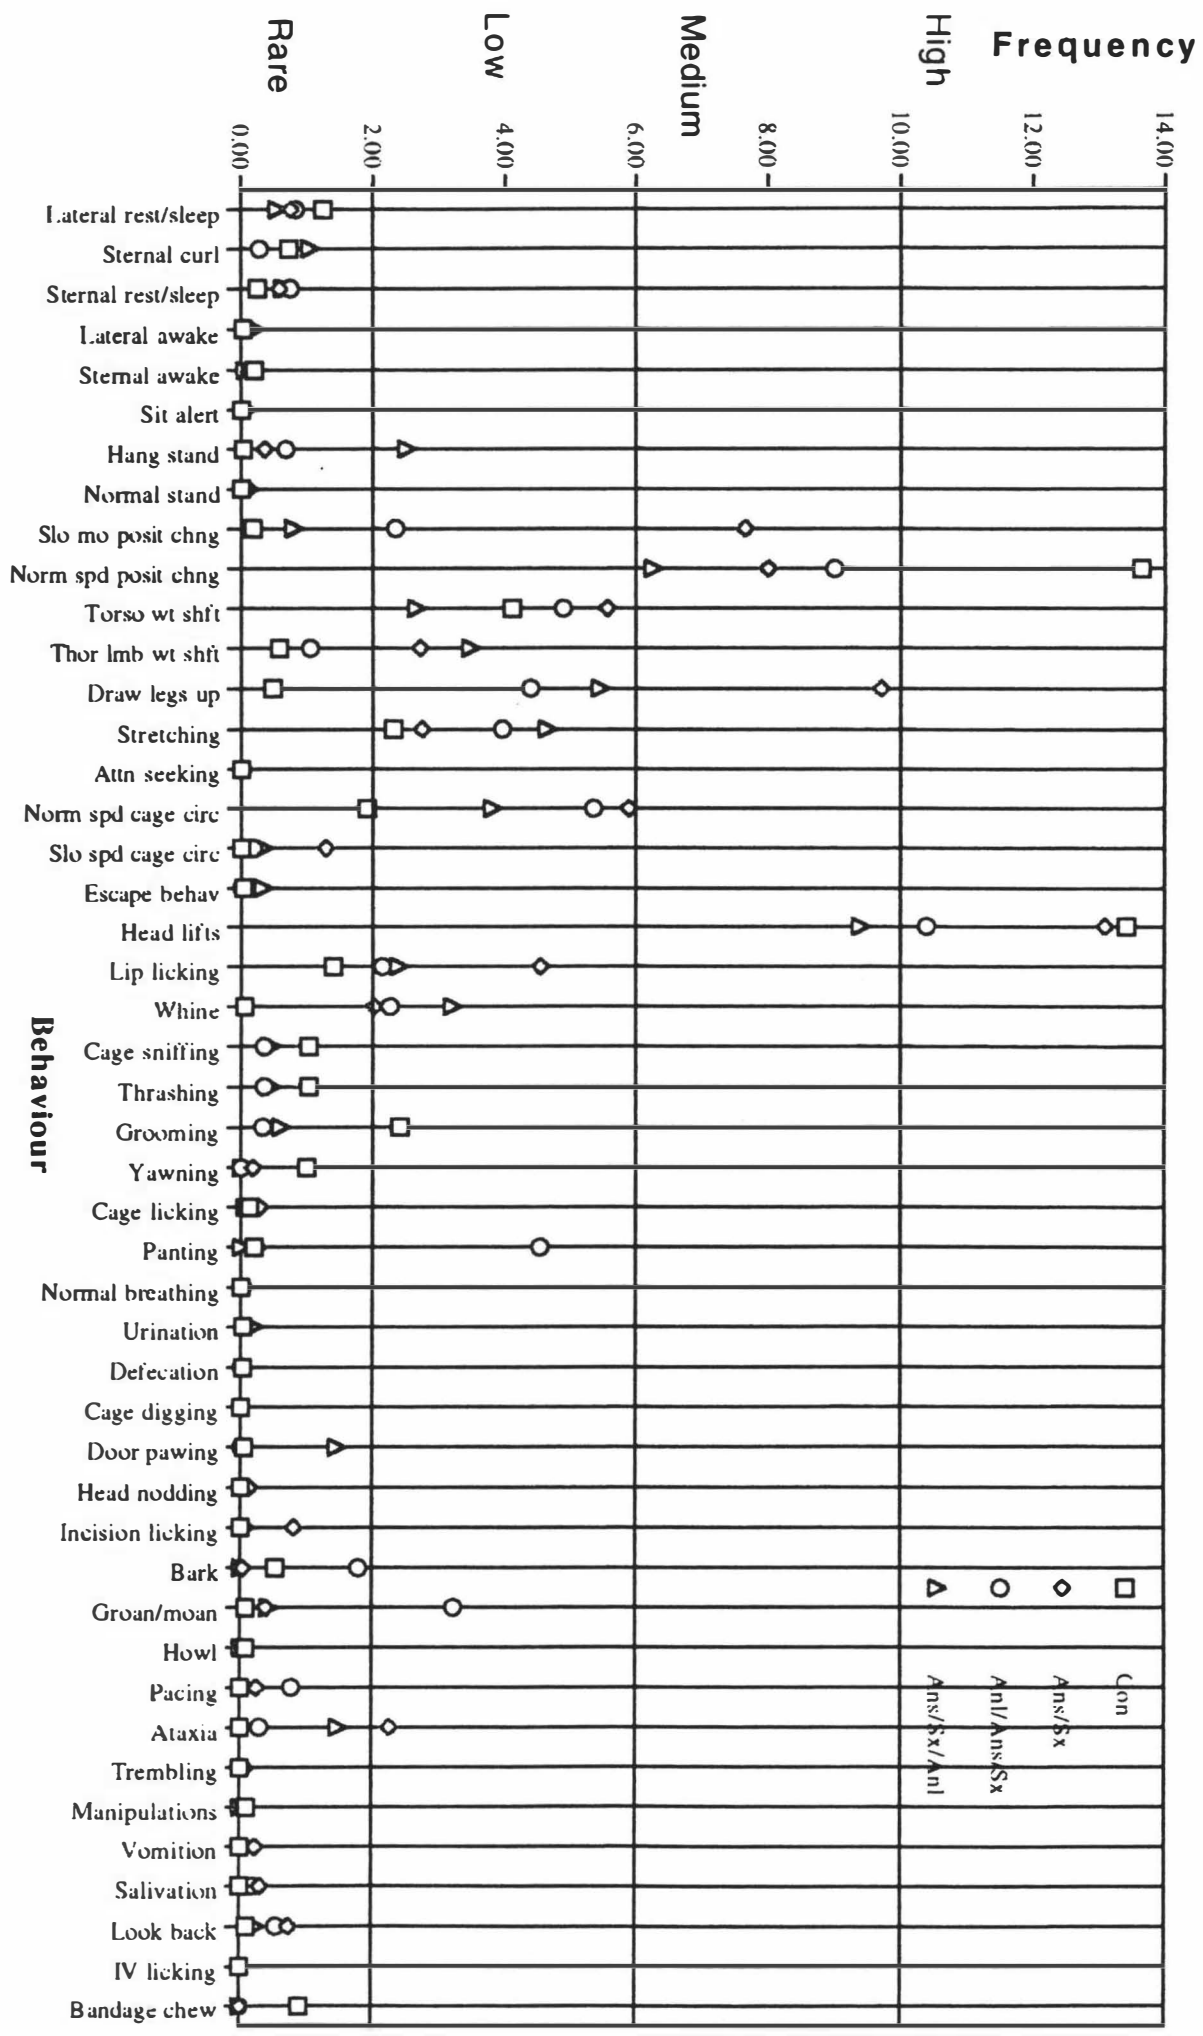 Frequency
High
Medium
Low
Rare
0.00
2.00
4.00
6.00
8.00
10.00
12.00
14.00
Lateral rest/sleep
Sternal curl
Sternal rest/sleep
Lateral awake
Sternal awake
Sit alert
Hang stand
Normal stand
Slo mo posit chng
Norm spd posit chng
Torso wt shft
Thor lmb wt shft
Draw legs up
Stretching
Attn seeking
Norm spd cage circ
Slo spd cage circ
Escape behav
Head lifts
Lip licking
Whine
Cage sniffing
Thrashing
Grooming
Yawning
Cage licking
Panting
Normal breathing
Urination
Defecation
Cage digging
Door pawing
Head nodding
Incision licking
Bark
Groan/moan
Howl
Pacing
Ataxia
Trembling
Manipulations
Vomition
Salivation
Look back
IV licking
Bandage chew
Behaviour
Con
Ans/Sx
Anl/Ans/Sx
Ans/Sx/Anl